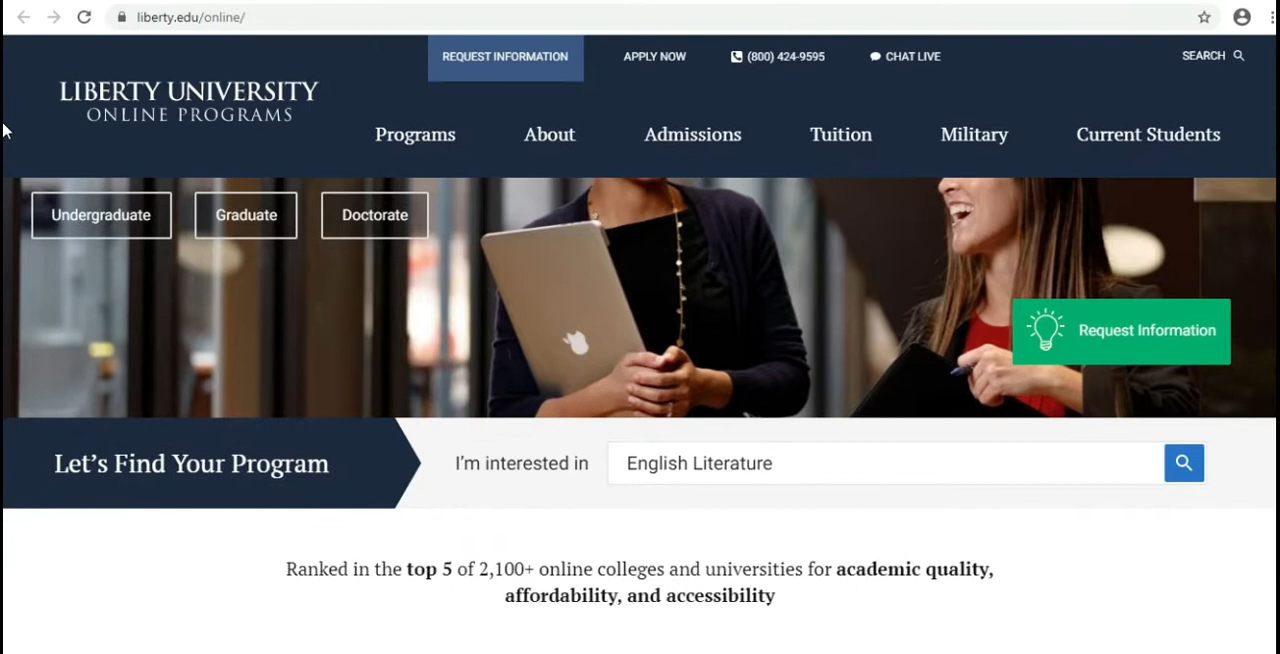 liberty.edu/online/
REQUEST INFORMATION APPLY NOW (800) 424-9595 CHAT LIVE SEARCH
LIBERTY UNIVERSITY
ONLINE PROGRAMS
Programs About Admissions Tuition Military Current Students
Undergraduate Graduate Doctorate
Request Information
Let's Find Your Program I'm interested in English Literature
Ranked in the top 5 of 2,100+ online colleges and universities for academic quality,
affordability, and accessibility